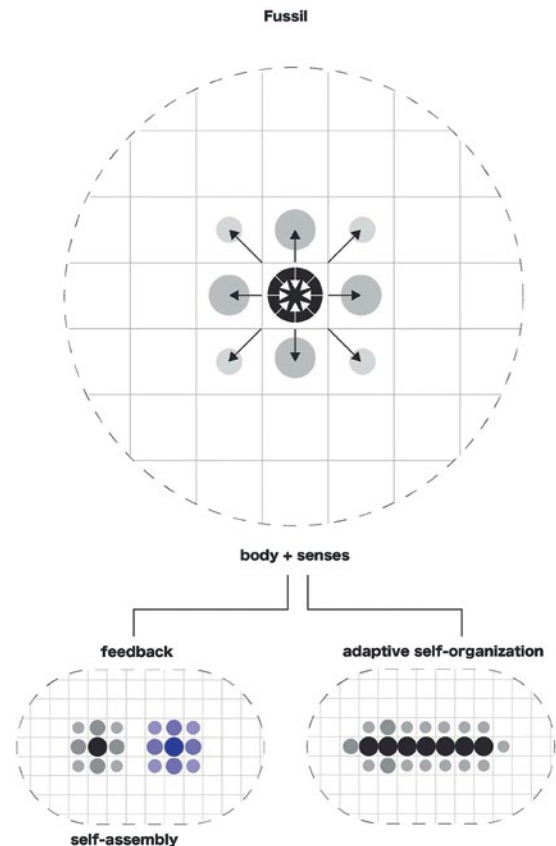 Fussil
body + senses
feedback
adaptive self-organization
self-assembly